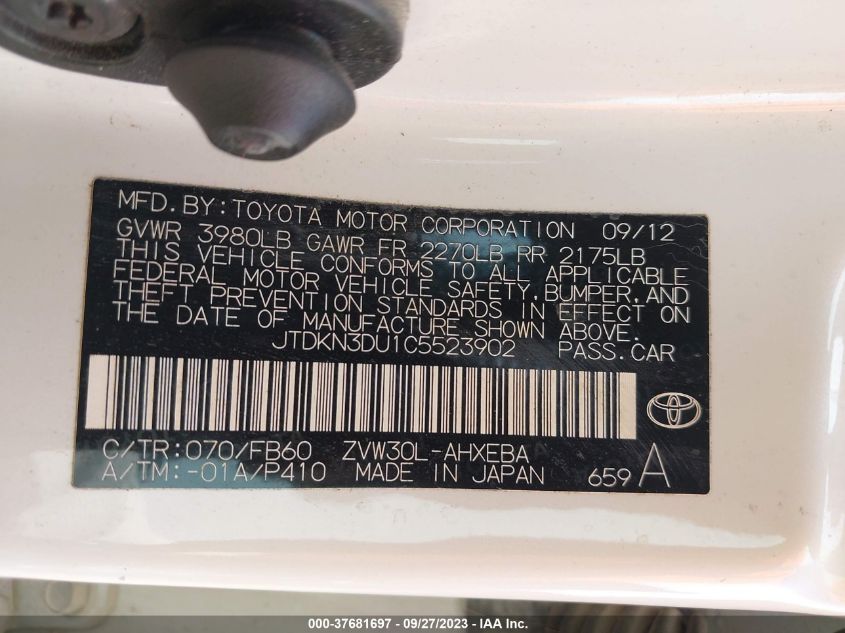 MFD. BY: TOYOTA MOTOR CORPORATION 09/12
GVWR 3980LB GAWR FR 2270LB RR 2175LB
THIS VEHICLE CONFORMS TO ALL APPLICABLE
FEDERAL MOTOR VEHICLE SAFETY, BUMPER, AND
THEFT PREVENTION STANDARDS IN EFFECT ON
THE DATE OF MANUFACTURE SHOWN ABOVE.
JTDKN3DU1C5523902 PASS. CAR
C/TR: 070/FB60 ZVW30L-AHXEBA
A/TM: -01A/P410 MADE IN JAPAN 659 A
000-37681697 - 09/27/2023 - IAA Inc.